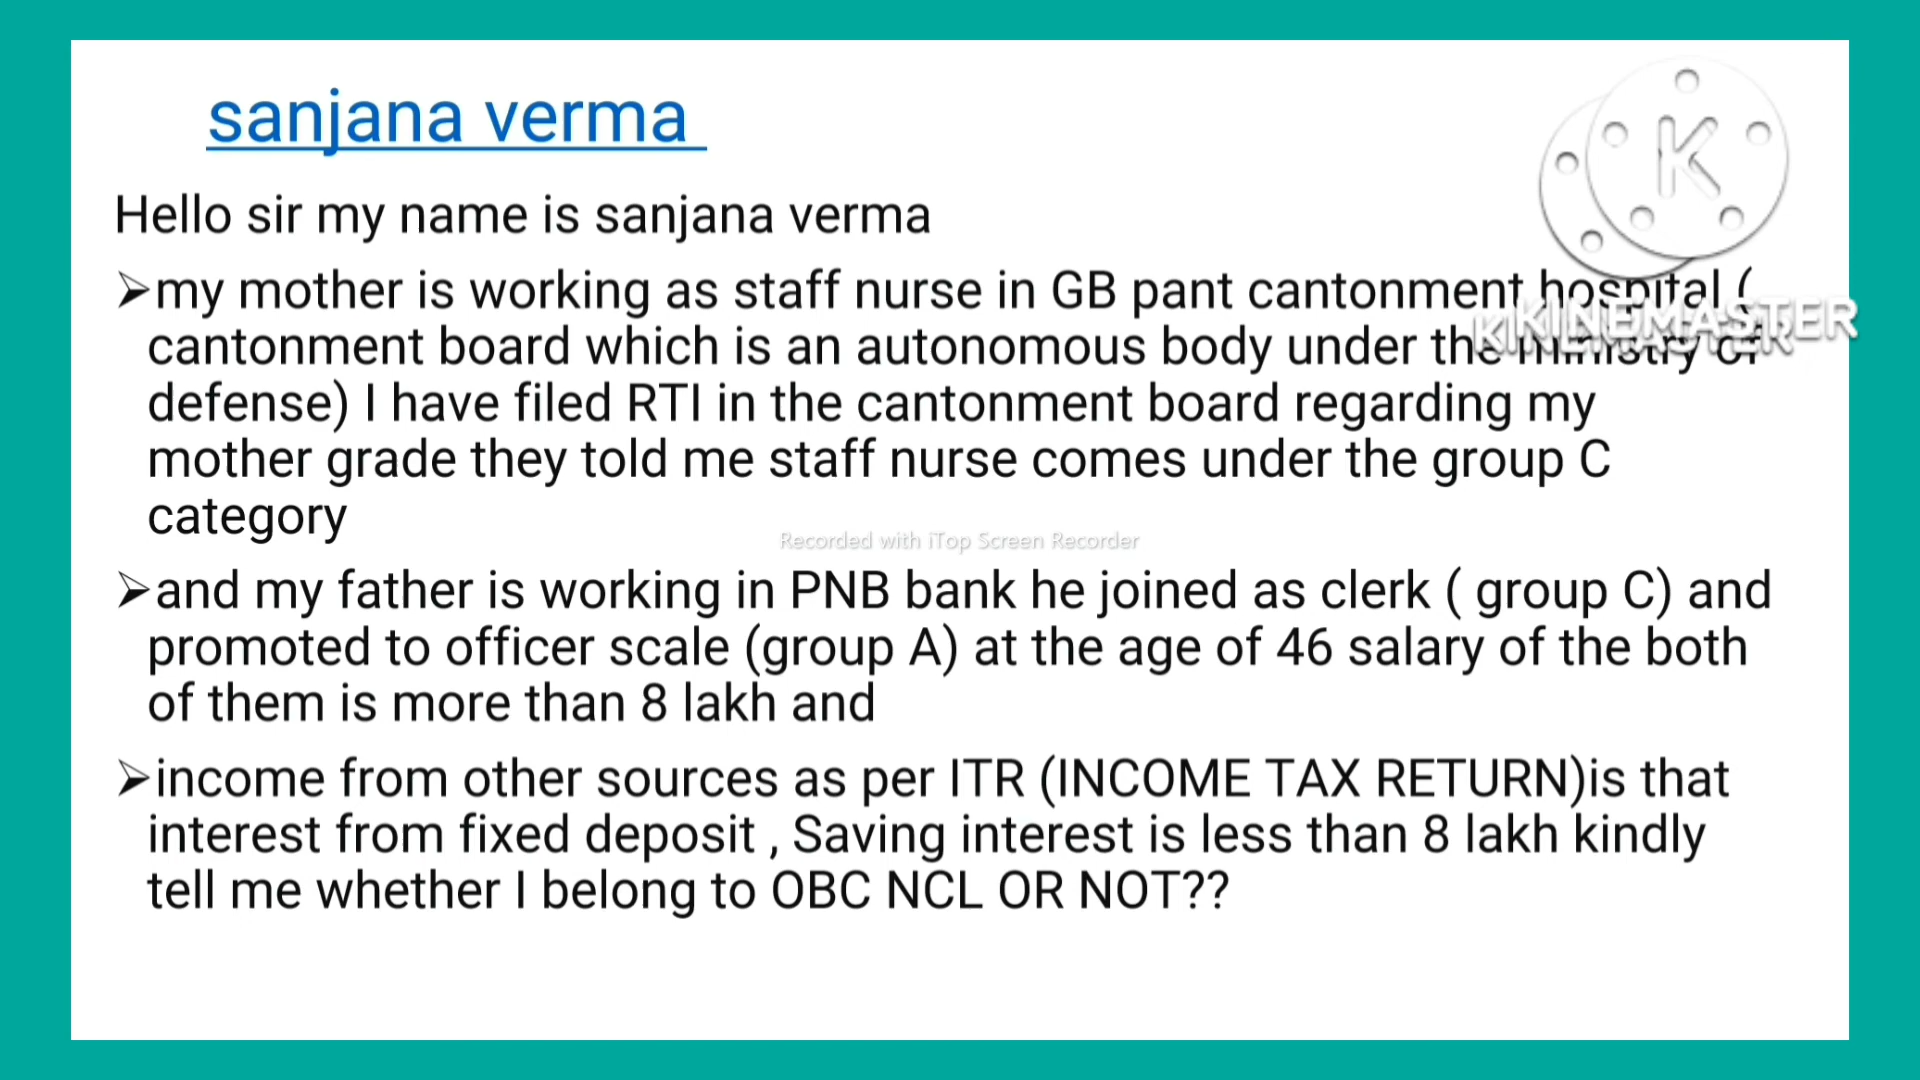 sanjana verma
Hello sir my name is sanjana verma
➢my mother is working as staff nurse in GB pant cantonment hospital (
cantonment board which is an autonomous body under the ministry of
defense) I have filed RTI in the cantonment board regarding my
mother grade they told me staff nurse comes under the group C
category
➢and my father is working in PNB bank he joined as clerk ( group C) and
promoted to officer scale (group A) at the age of 46 salary of the both
of them is more than 8 lakh and
➢income from other sources as per ITR (INCOME TAX RETURN)is that
interest from fixed deposit , Saving interest is less than 8 lakh kindly
tell me whether I belong to OBC NCL OR NOT??
K
KINEMASTER
Recorded with iTop Screen Recorder